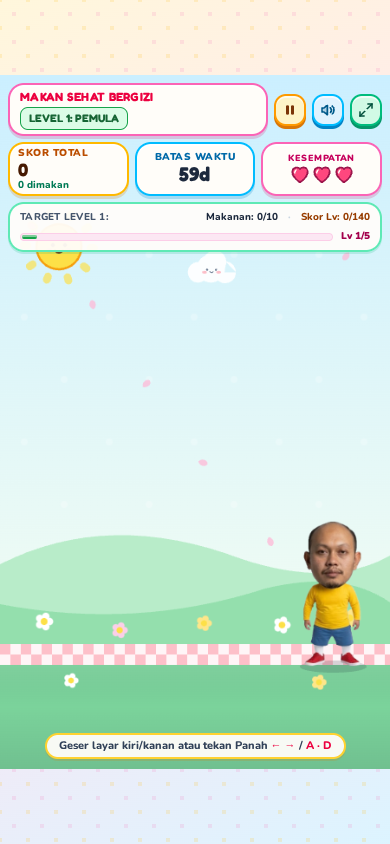 MAKAN SEHAT BERGIZI
LEVEL 1: PEMULA
SKOR TOTAL
0
0 dimakan
BATAS WAKTU
59d
KESEMPATAN
TARGET LEVEL 1:
Makanan: 0/10 · Skor Lv: 0/140
Lv 1/5
Geser layar kiri/kanan atau tekan Panah ← → / A · D